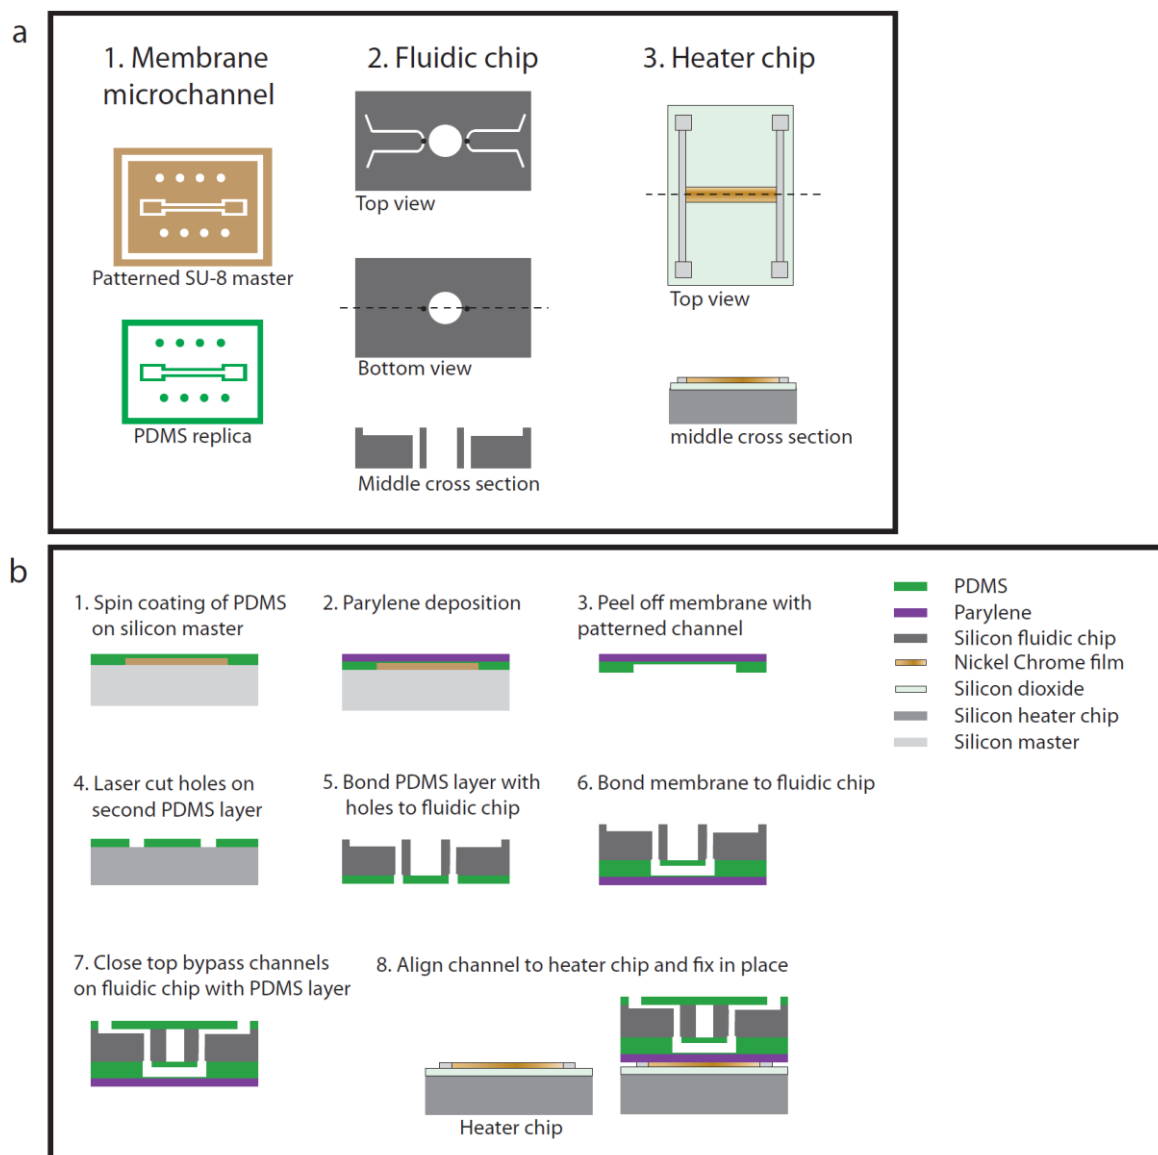 a
1. Membrane
microchannel
Patterned SU-8 master
PDMS replica
2. Fluidic chip
Top view
Bottom view
Middle cross section
3. Heater chip
Top view
middle cross section
b
1. Spin coating of PDMS
on silicon master
2. Parylene deposition
3. Peel off membrane with
patterned channel
PDMS
Parylene
Silicon fluidic chip
Nickel Chrome film
Silicon dioxide
Silicon heater chip
Silicon master
4. Laser cut holes on
second PDMS layer
5. Bond PDMS layer with
holes to fluidic chip
6. Bond membrane to fluidic chip
7. Close top bypass channels
on fluidic chip with PDMS layer
8. Align channel to heater chip and fix in place
Heater chip